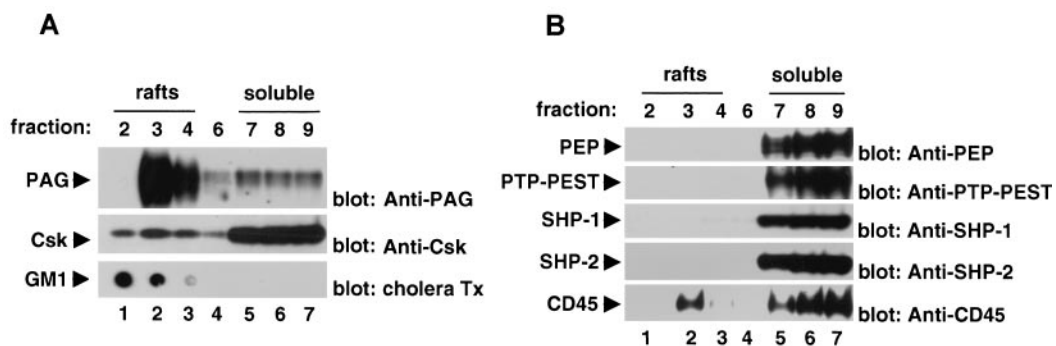 A
rafts soluble
fraction: 2 3 4 6 7 8 9
PAG blot: Anti-PAG
Csk blot: Anti-Csk
GM1 blot: cholera Tx
1 2 3 4 5 6 7
B
rafts soluble
fraction: 2 3 4 6 7 8 9
PEP blot: Anti-PEP
PTP-PEST blot: Anti-PTP-PEST
SHP-1 blot: Anti-SHP-1
SHP-2 blot: Anti-SHP-2
CD45 blot: Anti-CD45
1 2 3 4 5 6 7